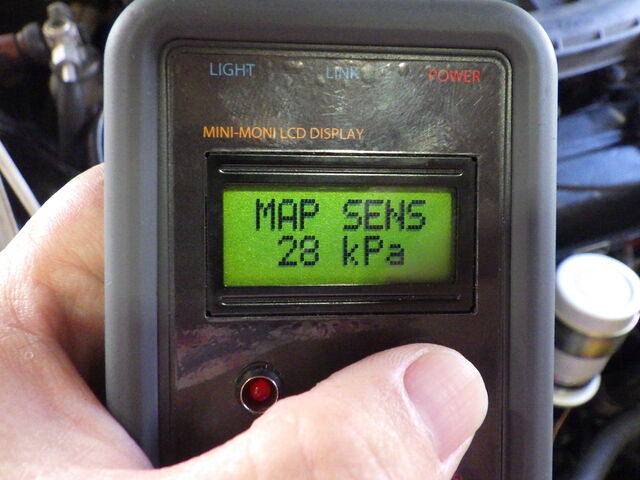 LIGHT LINK POWER
MINI-MONI LCD DISPLAY
MAP SENS
28 kPa